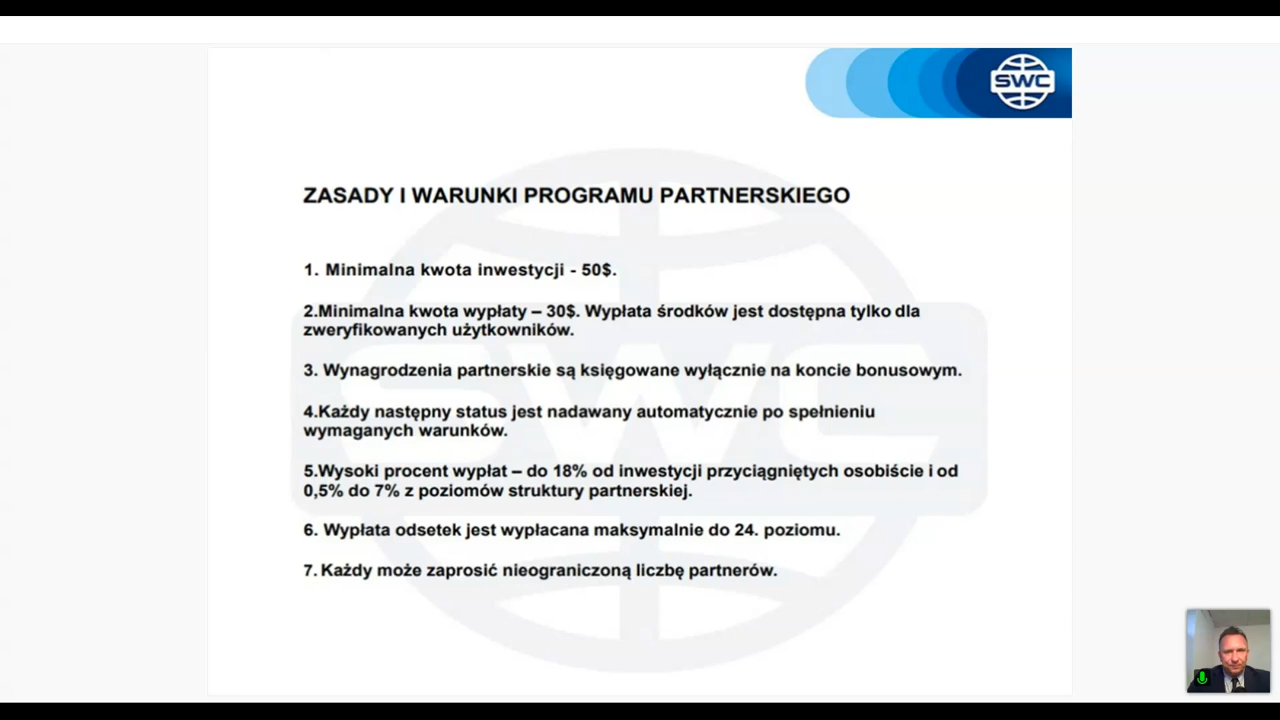 SWC
ZASADY I WARUNKI PROGRAMU PARTNERSKIEGO
1. Minimalna kwota inwestycji - 50$.
2.Minimalna kwota wypłaty – 30$. Wypłata środków jest dostępna tylko dla
zweryfikowanych użytkowników.
3. Wynagrodzenia partnerskie są księgowane wyłącznie na koncie bonusowym.
4.Każdy następny status jest nadawany automatycznie po spełnieniu
wymaganych warunków.
5.Wysoki procent wypłat – do 18% od inwestycji przyciągniętych osobiście i od
0,5% do 7% z poziomów struktury partnerskiej.
6. Wypłata odsetek jest wypłacana maksymalnie do 24. poziomu.
7. Każdy może zaprosić nieograniczoną liczbę partnerów.
SWC